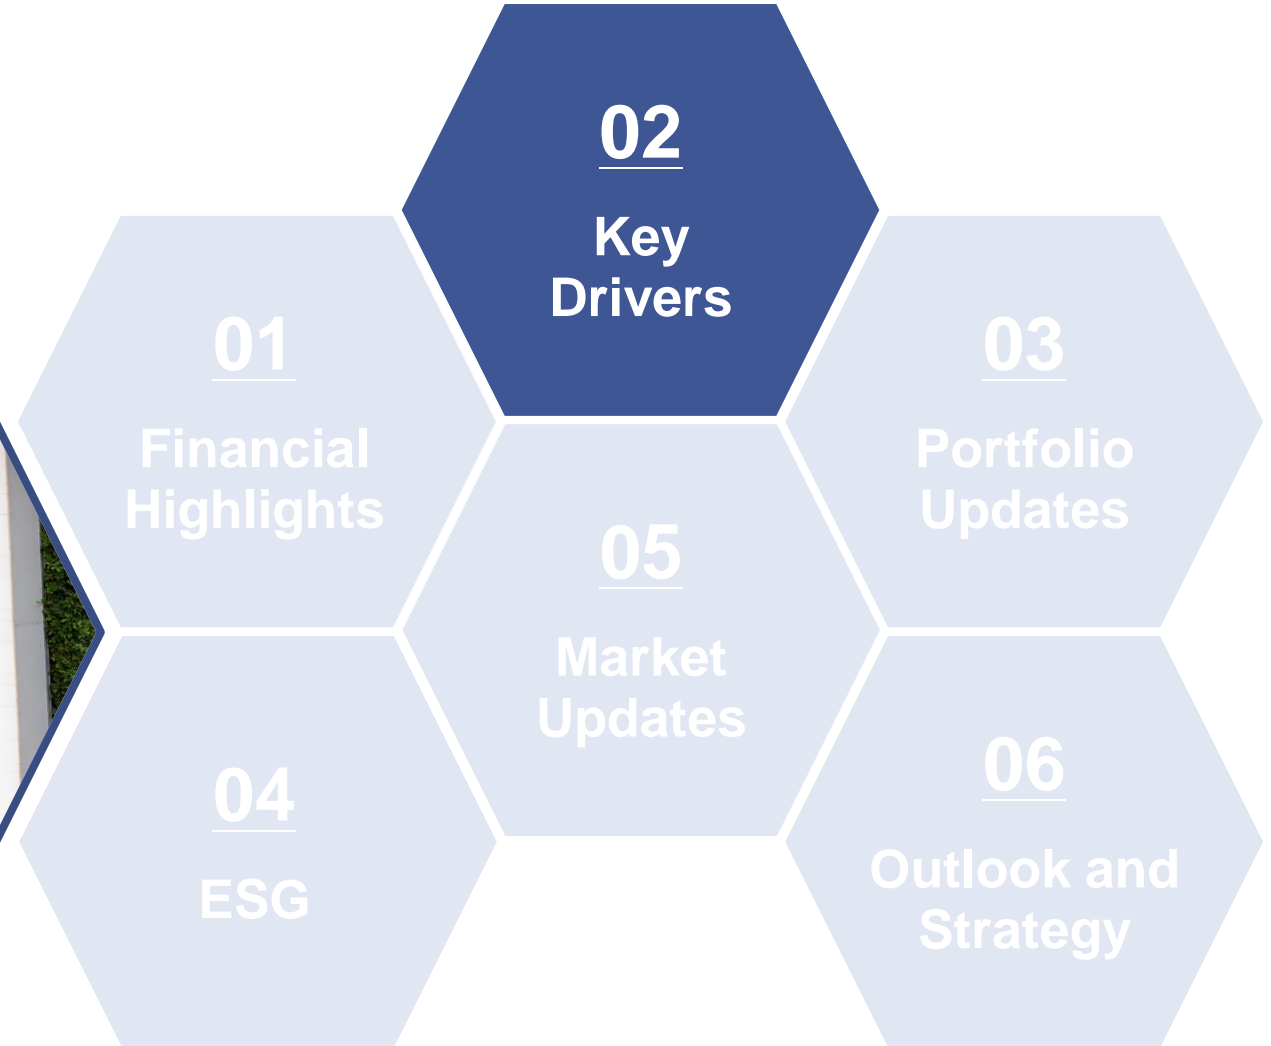 01
Financial
Highlights
02
Key
Drivers
03
Portfolio
Updates
04
ESG
05
Market
Updates
06
Outlook and
Strategy